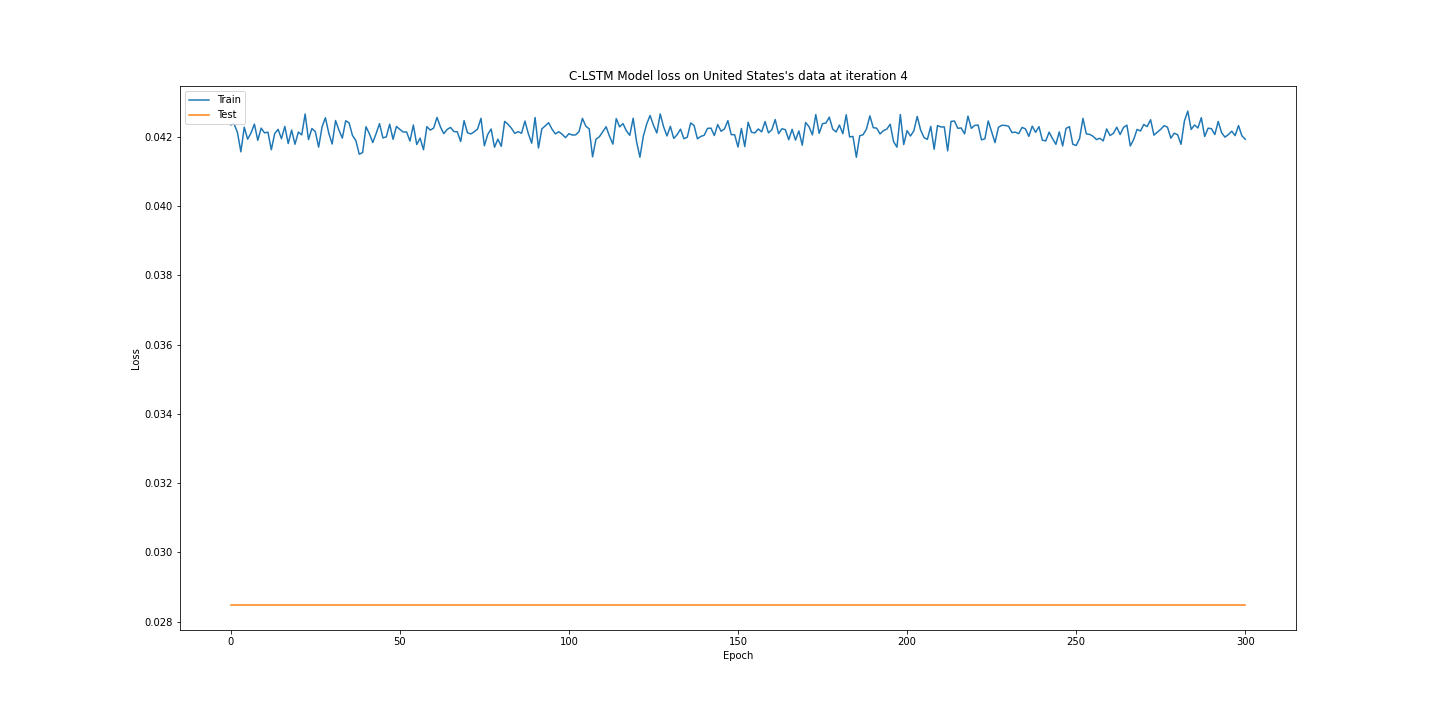 C-LSTM Model loss on United States's data at iteration 4
Train
Test
0.042
0.040
0.038
0.036
0.034
0.032
0.030
0.028
Loss
0 50 100 150 200 250 300
Epoch